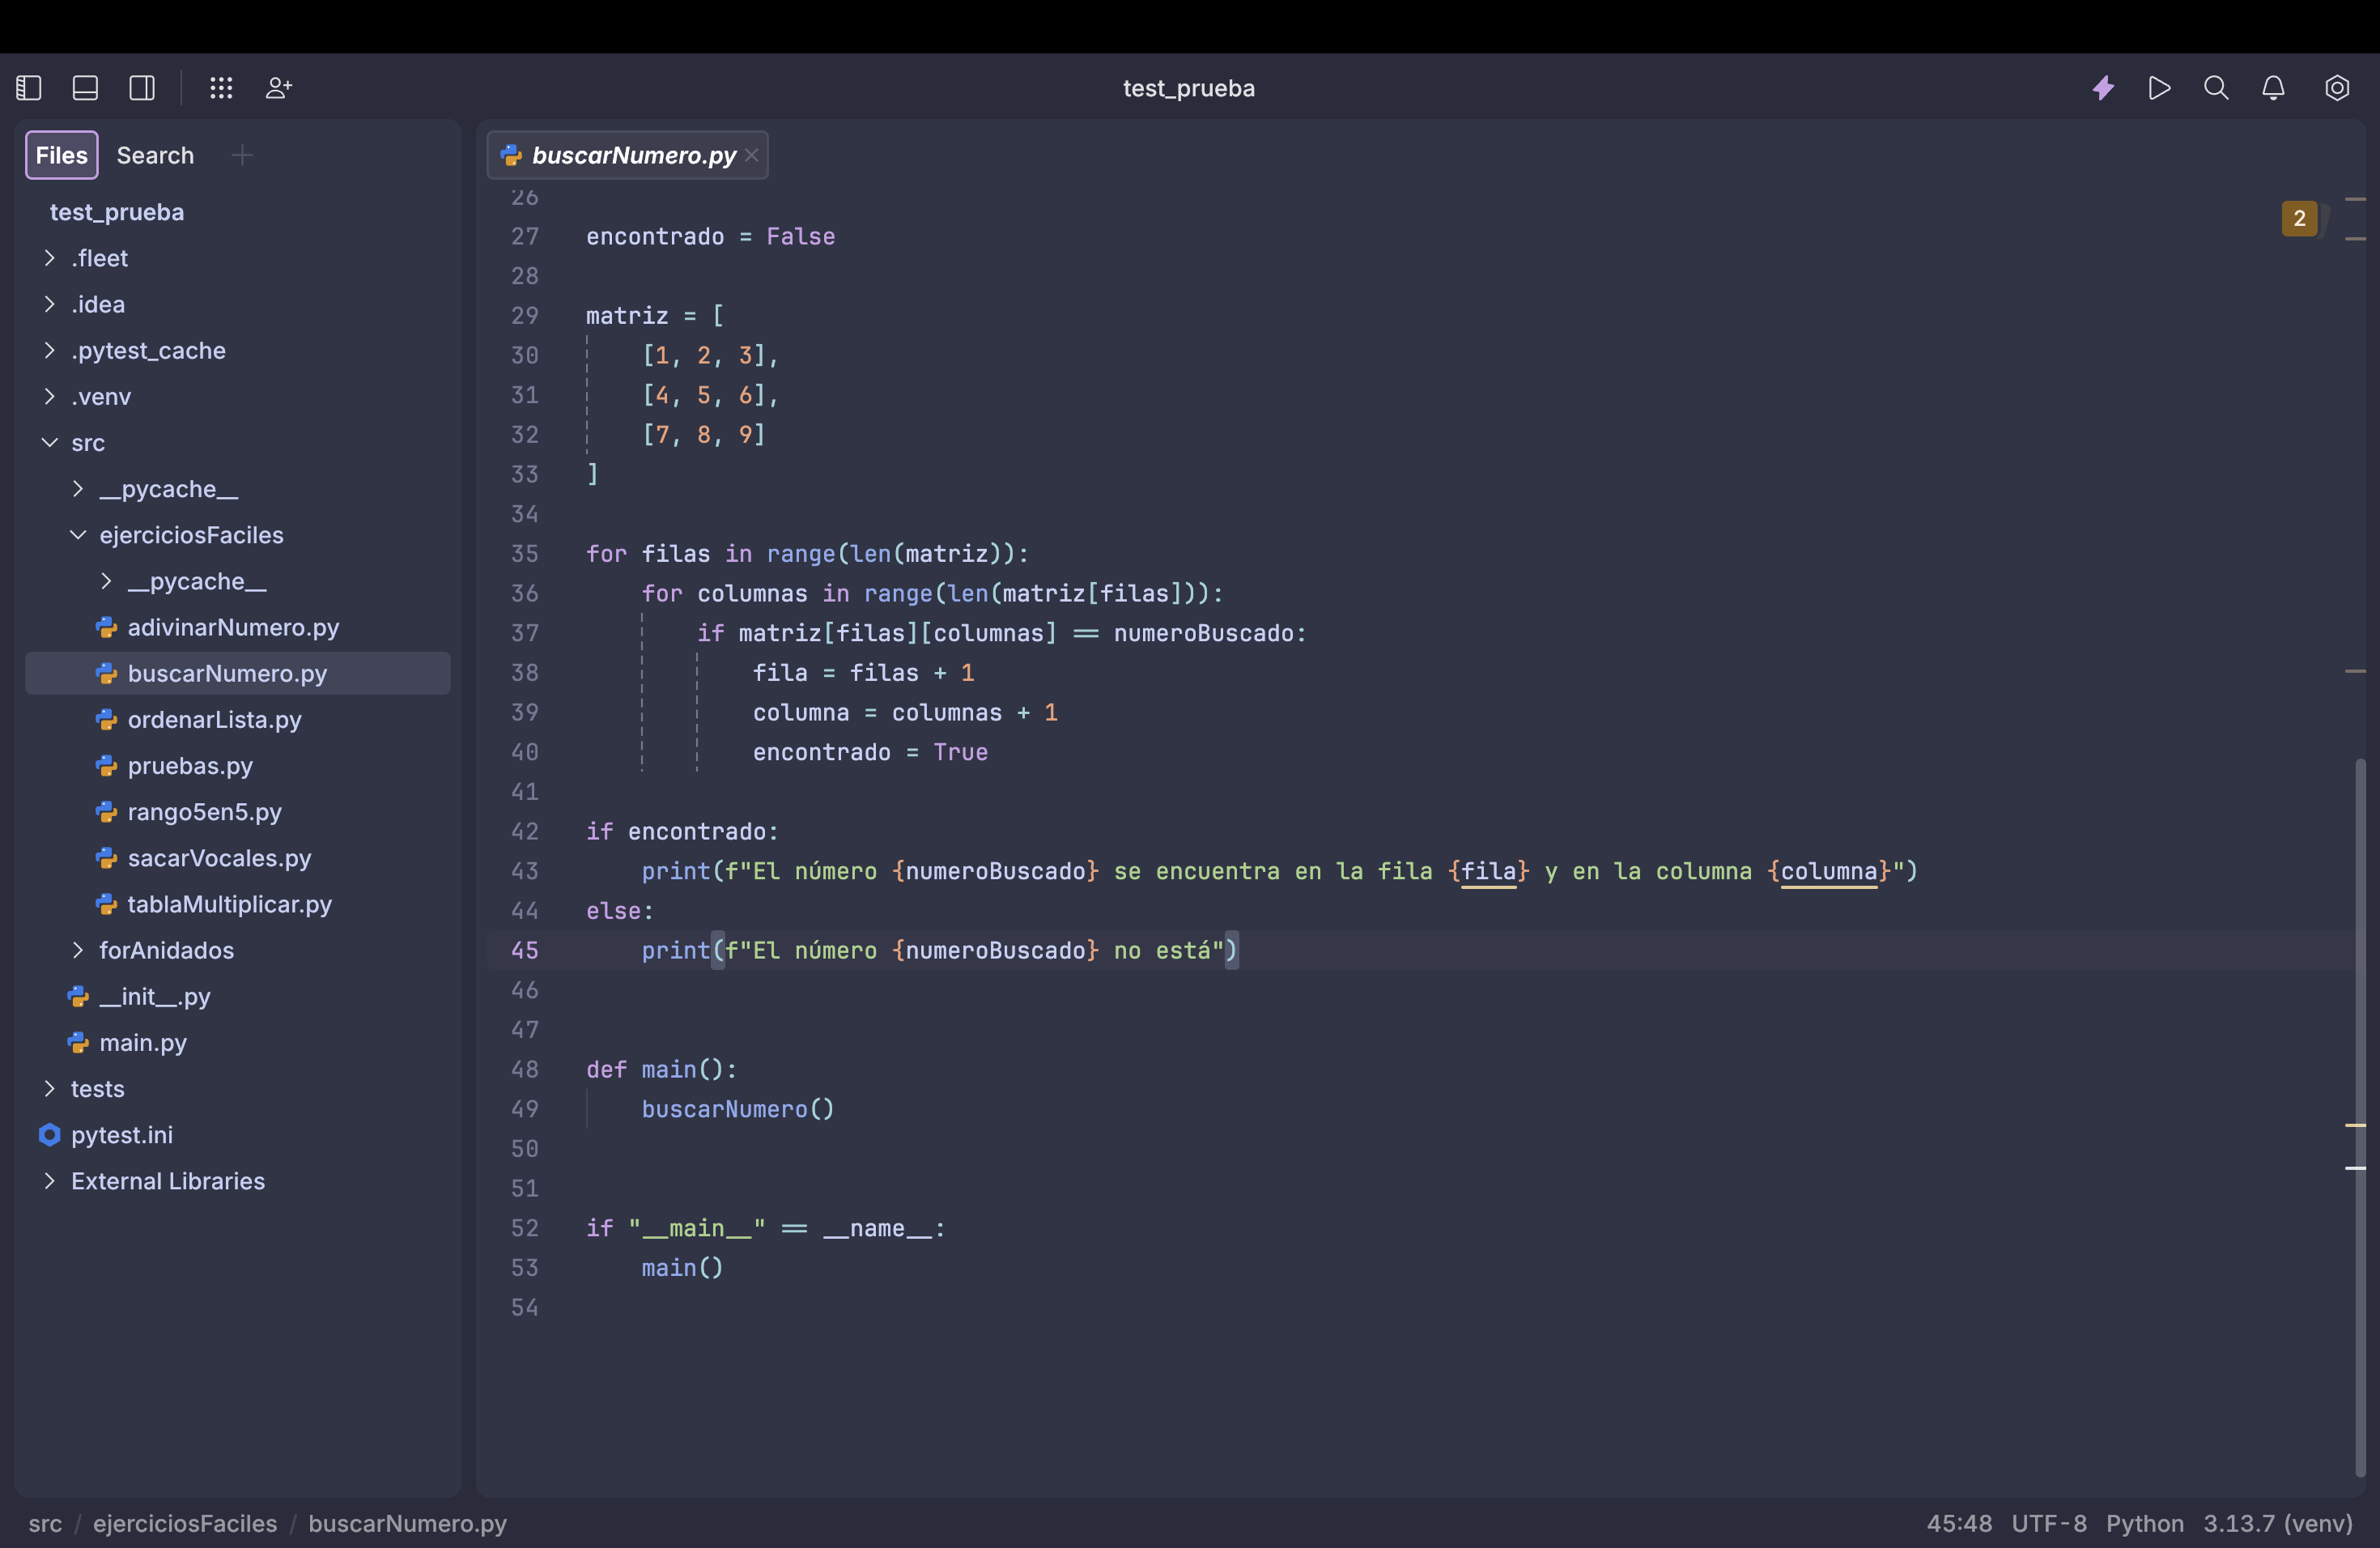 test_prueba
Files Search
test_prueba
.fleet
.idea
.pytest_cache
.venv
src
__pycache__
ejerciciosFaciles
__pycache__
adivinarNumero.py
buscarNumero.py
ordenarLista.py
pruebas.py
rango5en5.py
sacarVocales.py
tablaMultiplicar.py
forAnidados
__init__.py
main.py
tests
pytest.ini
External Libraries
buscarNumero.py
2
26
27 encontrado = False
28
29 matriz = [
30     [1, 2, 3],
31     [4, 5, 6],
32     [7, 8, 9]
33 ]
34
35 for filas in range(len(matriz)):
36     for columnas in range(len(matriz[filas])):
37         if matriz[filas][columnas] == numeroBuscado:
38             fila = filas + 1
39             columna = columnas + 1
40             encontrado = True
41
42 if encontrado:
43     print(f"El número {numeroBuscado} se encuentra en la fila {fila} y en la columna {columna}")
44 else:
45     print(f"El número {numeroBuscado} no está")
46
47
48 def main():
49     buscarNumero()
50
51
52 if "__main__" == __name__:
53     main()
54
src / ejerciciosFaciles / buscarNumero.py
45:48 UTF-8 Python 3.13.7 (venv)